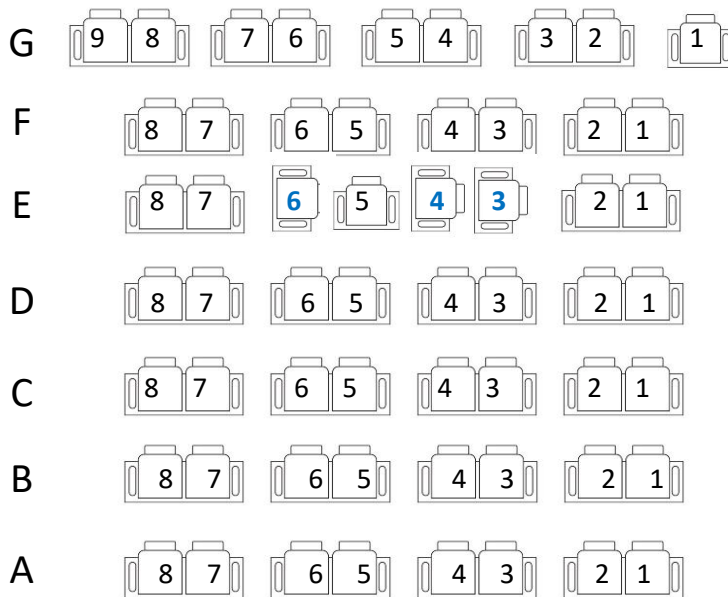 G 9 8 7 6 5 4 3 2 1
F 8 7 6 5 4 3 2 1
E 8 7 6 5 4 3 2 1
D 8 7 6 5 4 3 2 1
C 8 7 6 5 4 3 2 1
B 8 7 6 5 4 3 2 1
A 8 7 6 5 4 3 2 1